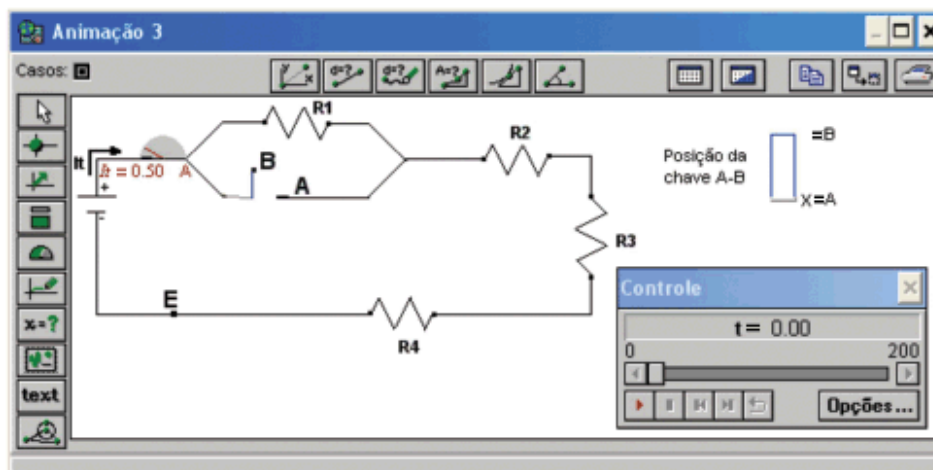 Animação 3
Casos:
y x d=? d=? A=?
R1
R2
=B
Posição da
chave A-B
X=A
It
It = 0.50 A
+
-
B
A
R3
Controle
t= 0.00
0 200
Opções...
E
R4
x=?
text